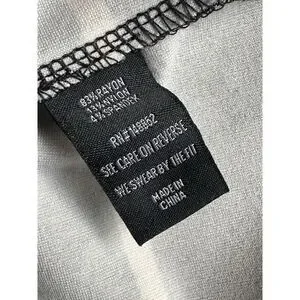 83% RAYON
13% NYLON
4% SPANDEX
RN# 148862
SEE CARE ON REVERSE
WE SWEAR BY THE FIT
MADE IN
CHINA